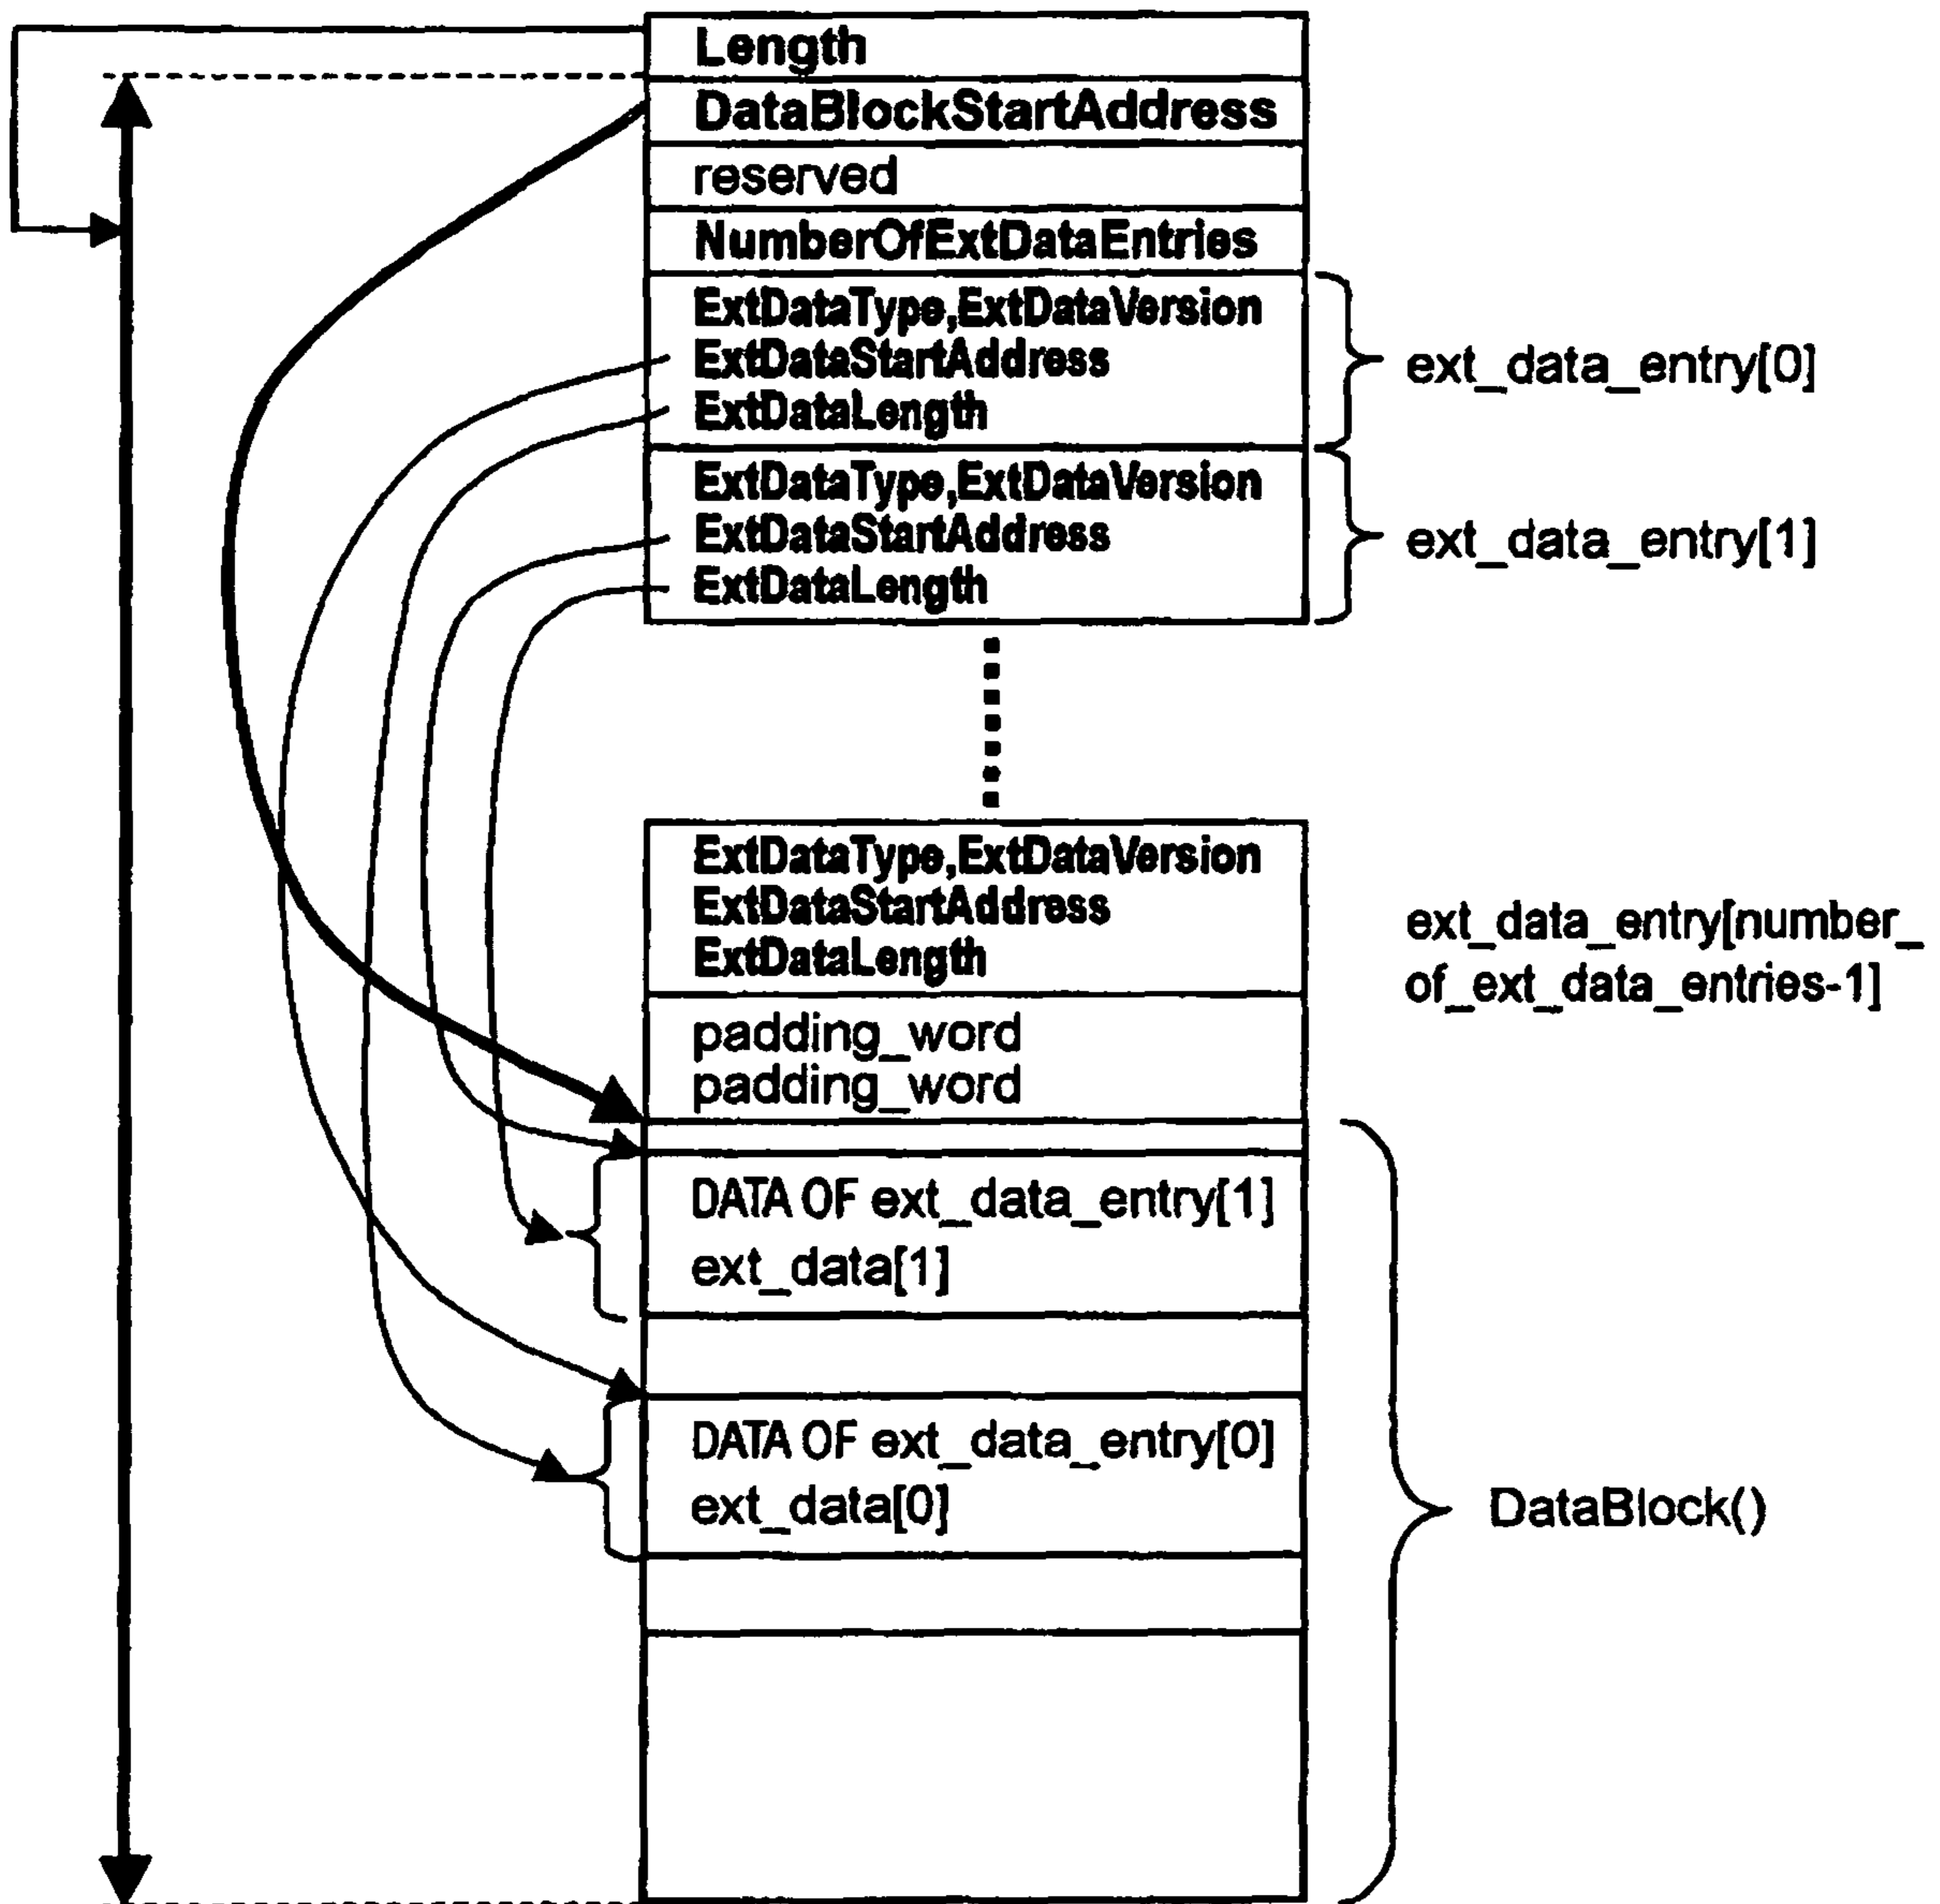 Length
DataBlockStartAddress
reserved
NumberOfExtDataEntries
ExtDataType,ExtDataVersion
ExtDataStartAddress
ExtDataLength
ext_data_entry[0]
ExtDataType,ExtDataVersion
ExtDataStartAddress
ExtDataLength
ext_data_entry[1]
ExtDataType,ExtDataVersion
ExtDataStartAddress
ExtDataLength
ext_data_entry[number_
of_ext_data_entries-1]
padding_word
padding_word
DATA OF ext_data_entry[1]
ext_data[1]
DATA OF ext_data_entry[0]
ext_data[0]
DataBlock()